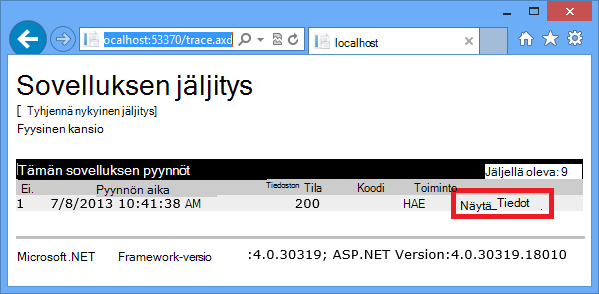 ocalhost:53370/trace.axd
localhost
Sovelluksen jäljitys
[ Tyhjennä nykyinen jäljitys]
Fyysinen kansio
Tämän sovelluksen pyynnöt Jäljellä oleva: 9
Ei. Pyynnön aika Tiedoston Tila Koodi Toiminto
1 7/8/2013 10:41:38 AM 200 HAE Näytä Tiedot
Microsoft.NET Framework-versio :4.0.30319; ASP.NET Version:4.0.30319.18010